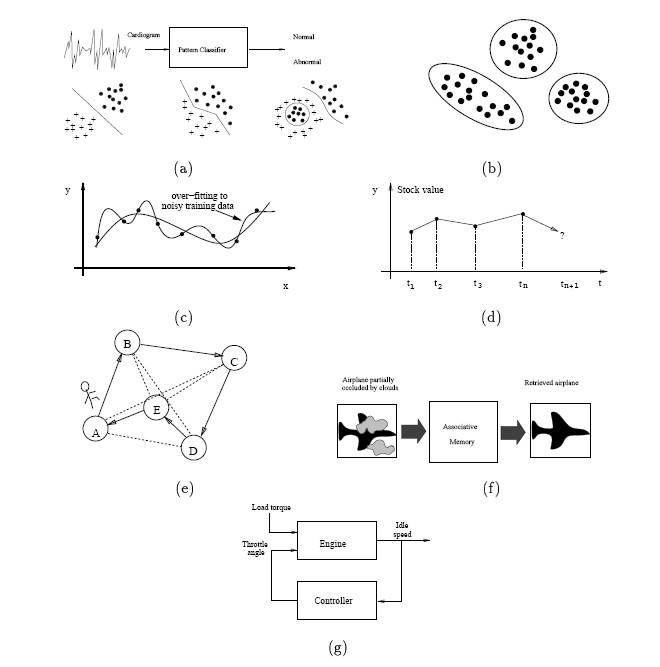 Cardiogram
Pattern Classifier
Normal
Abnormal
(a)
(b)
y
over-fitting to
noisy training data
x
(c)
y
Stock value
?
t1 t2 t3 tn tn+1 t
(d)
B
C
E
A
D
(e)
Airplane partially
occluded by clouds
Associative
Memory
Retrieved airplane
(f)
Load torque
Throttle
angle
Engine
Idle
speed
Controller
(g)